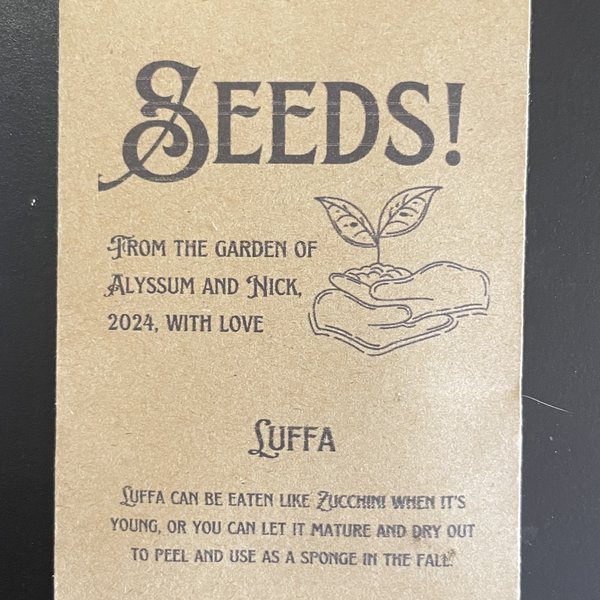 Seeds!
From the garden of
Alyssum and Nick,
2024, with love
Luffa
Luffa can be eaten like Zucchini when it's
young, or you can let it mature and dry out
to peel and use as a sponge in the fall.